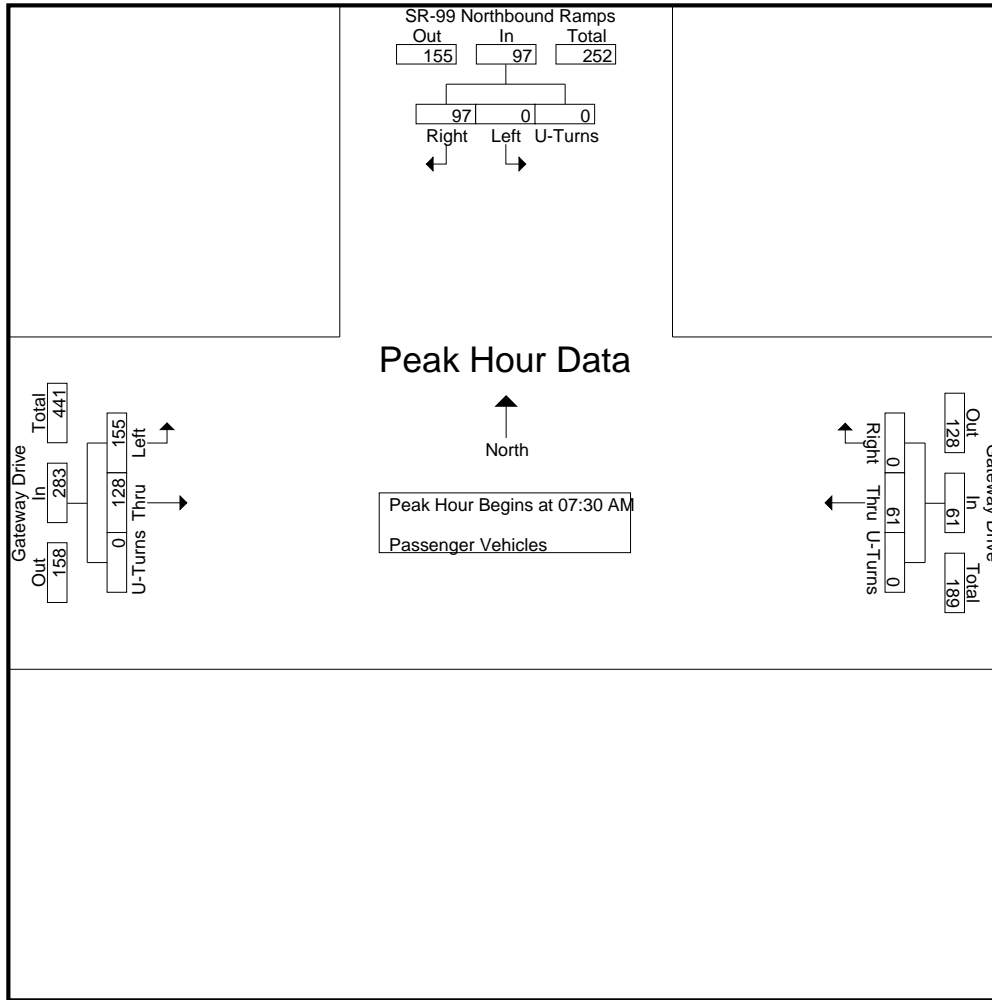 SR-99 Northbound Ramps
Out In Total
155 97 252
97 0 0
Right Left U-Turns
Peak Hour Data
North
Peak Hour Begins at 07:30 AM
Passenger Vehicles
Gateway Drive
Total In Out
441 283 158
155 128 0
Left Thru U-Turns
Gateway Drive
Out In Total
128 61 189
0 61 0
Right Thru U-Turns